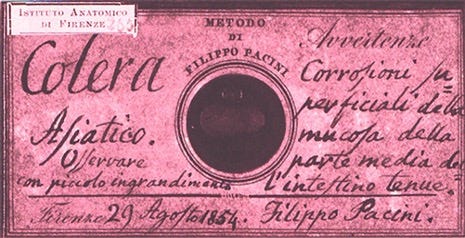 ISTITUTO ANATOMICO
DI FIRENZE
METODO
DI
FILIPPO PACINI
Avvertenze
Colera
Asiatico.
Osservare
con piccolo ingrandimento
Corrosioni su
perficiali della
mucosa della
parte media del
l'intestino tenue.
Firenze 29 Agosto 1854. Filippo Pacini.